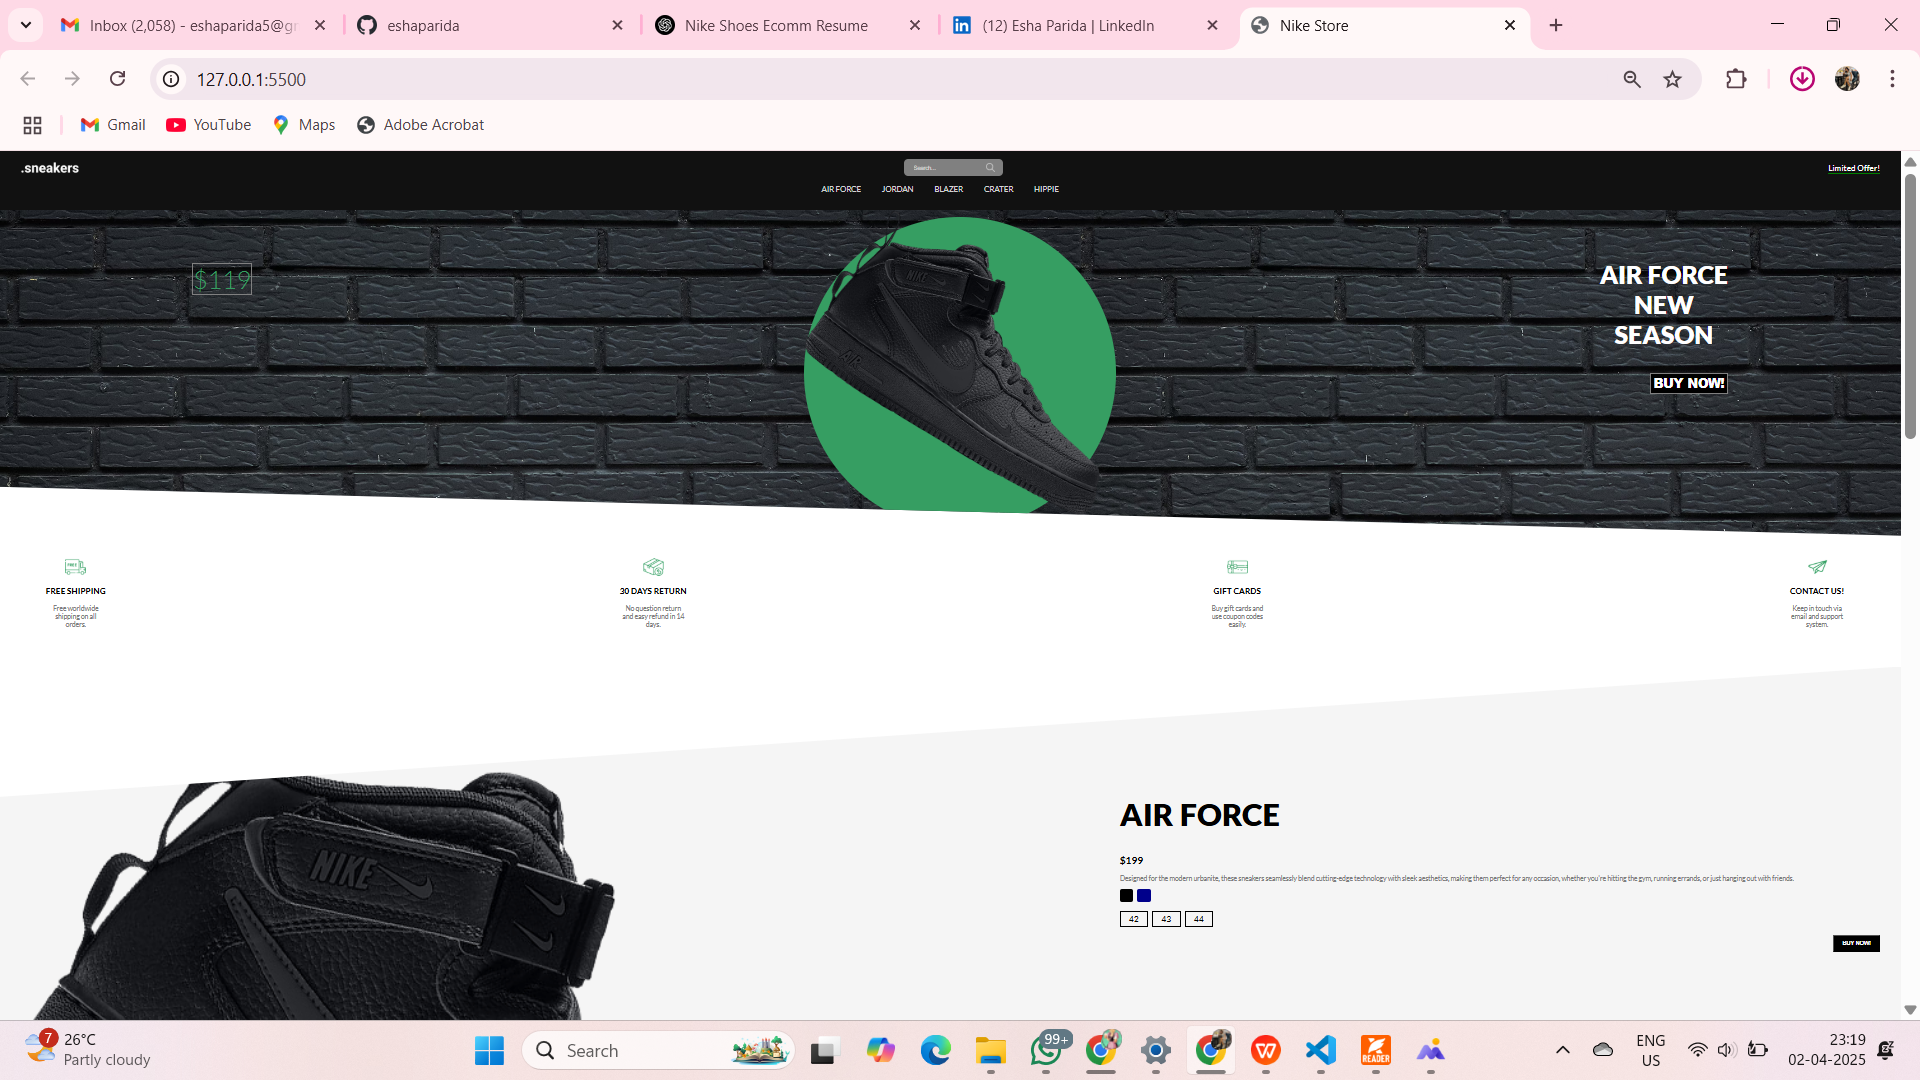 Inbox (2,058) - eshaparida5@gr
eshaparida
Nike Shoes Ecomm Resume
(12) Esha Parida | LinkedIn
Nike Store
127.0.0.1:5500
Gmail
YouTube
Maps
Adobe Acrobat
.sneakers
Search...
Limited Offer!
AIR FORCE JORDAN BLAZER CRATER HIPPIE
$119
AIR FORCE
NEW
SEASON
BUY NOW!
AIR
FREE
FREE SHIPPING
Free worldwide
shipping on all
orders.
30 DAYS RETURN
No question return
and easy refund in 14
days.
GIFT CARDS
Buy gift cards and
use coupon codes
easily.
CONTACT US!
Keep in touch via
email and support
system.
NIKE
AIR FORCE
$199
Designed for the modern urbanite, these sneakers seamlessly blend cutting-edge technology with sleek aesthetics, making them perfect for any occasion, whether you're hitting the gym, running errands, or just hanging out with friends.
42 43 44
BUY NOW!
7
26°C
Partly cloudy
Search
99+
READER
ENG
US
23:19
02-04-2025